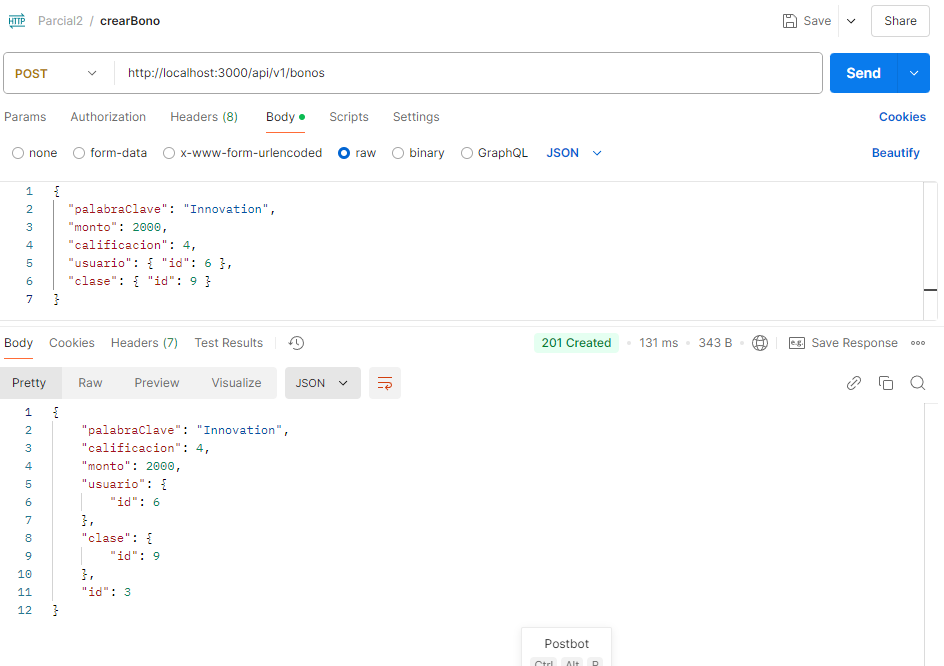 HTTP Parcial2 / crearBono Save Share
POST http://localhost:3000/api/v1/bonos Send
Params Authorization Headers (8) Body Scripts Settings Cookies
none form-data x-www-form-urlencoded raw binary GraphQL JSON Beautify
1 {
2 "palabraClave": "Innovation",
3 "monto": 2000,
4 "calificacion": 4,
5 "usuario": { "id": 6 },
6 "clase": { "id": 9 }
7 }
Body Cookies Headers (7) Test Results 201 Created 131 ms 343 B e.g. Save Response
Pretty Raw Preview Visualize JSON
1 {
2 "palabraClave": "Innovation",
3 "calificacion": 4,
4 "monto": 2000,
5 "usuario": {
6 "id": 6
7 },
8 "clase": {
9 "id": 9
10 },
11 "id": 3
12 }
Postbot
Ctrl Alt P